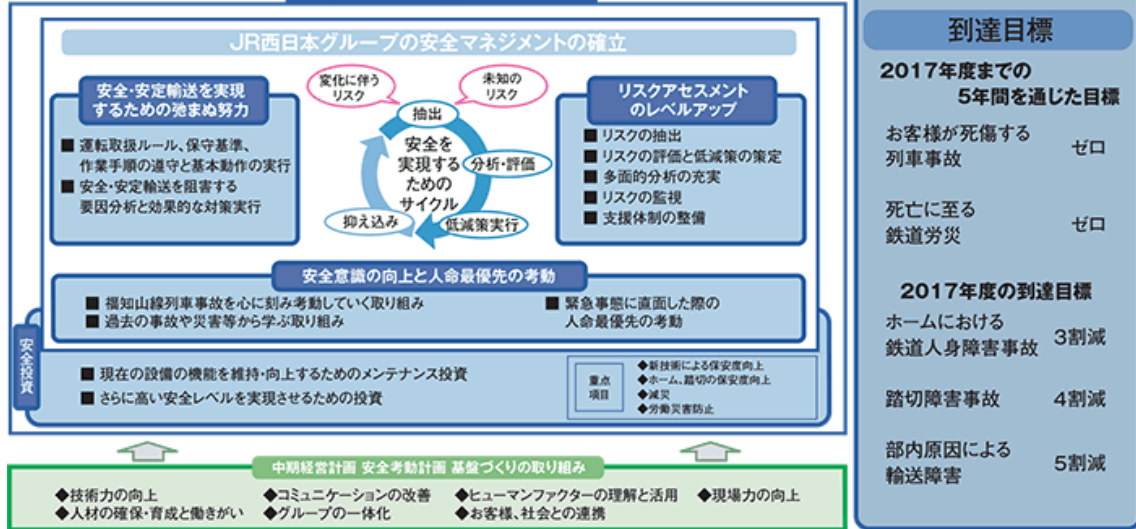 JR西日本グループの安全マネジメントの確立
安全・安定輸送を実現
するための弛まぬ努力
■ 運転取扱ルール、保守基準、
作業手順の遵守と基本動作の実行
■ 安全・安定輸送を阻害する
要因分析と効果的な対策実行
変化に伴う
リスク
未知の
リスク
抽出
分析・評価
低減策実行
抑え込み
安全を
実現する
ための
サイクル
リスクアセスメント
のレベルアップ
■ リスクの抽出
■ リスクの評価と低減策の策定
■ 多面的分析の充実
■ リスクの監視
■ 支援体制の整備
安全意識の向上と人命最優先の考動
■ 福知山線列車事故を心に刻み考動していく取り組み
■ 過去の事故や災害等から学ぶ取り組み
■ 緊急事態に直面した際の
人命最優先の考動
安全投資
■ 現在の設備の機能を維持・向上するためのメンテナンス投資
■ さらに高い安全レベルを実現させるための投資
重点
項目
◆新技術による保安度向上
◆ホーム、踏切の保安度向上
◆減災
◆労働災害防止
中期経営計画 安全考動計画 基盤づくりの取り組み
◆技術力の向上
◆コミュニケーションの改善
◆ヒューマンファクターの理解と活用
◆現場力の向上
◆人材の確保・育成と働きがい
◆グループの一体化
◆お客様、社会との連携
到達目標
2017年度までの
5年間を通じた目標
お客様が死傷する
列車事故
ゼロ
死亡に至る
鉄道労災
ゼロ
2017年度の到達目標
ホームにおける
鉄道人身障害事故
3割減
踏切障害事故
4割減
部内原因による
輸送障害
5割減